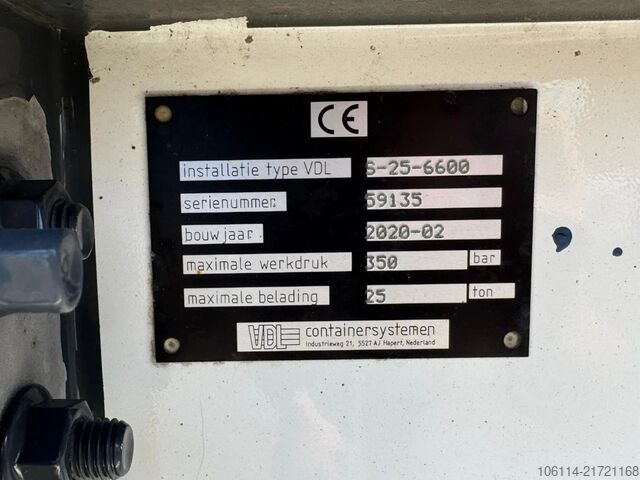 CE
installatie type VDL S-25-6600
serienummer 59135
bouwjaar 2020-02
maximale werkdruk 350 bar
maximale belading 25 ton
VDL containersystemen
Industrieweg 21, 5527 AJ Hapert, Nederland
106114-21721168